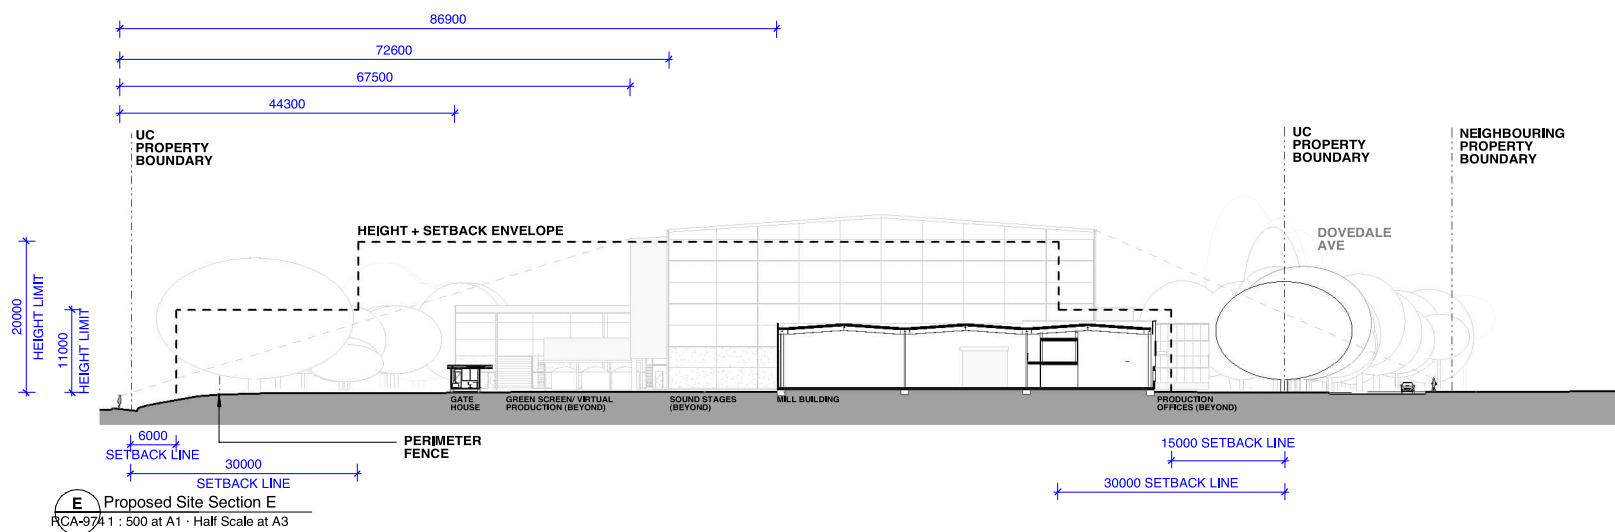 86900
72600
67500
44300
UC
PROPERTY
BOUNDARY
UC
PROPERTY
BOUNDARY
NEIGHBOURING
PROPERTY
BOUNDARY
HEIGHT + SETBACK ENVELOPE
DOVEDALE
AVE
20000
HEIGHT LIMIT
11000
HEIGHT LIMIT
GATE
HOUSE
GREEN SCREEN/ VIRTUAL
PRODUCTION (BEYOND)
SOUND STAGES
(BEYOND)
MILL BUILDING
PRODUCTION
OFFICES (BEYOND)
6000
SETBACK LINE
PERIMETER
FENCE
30000
SETBACK LINE
15000 SETBACK LINE
30000 SETBACK LINE
E
Proposed Site Section E
RCA-974 1 : 500 at A1 · Half Scale at A3